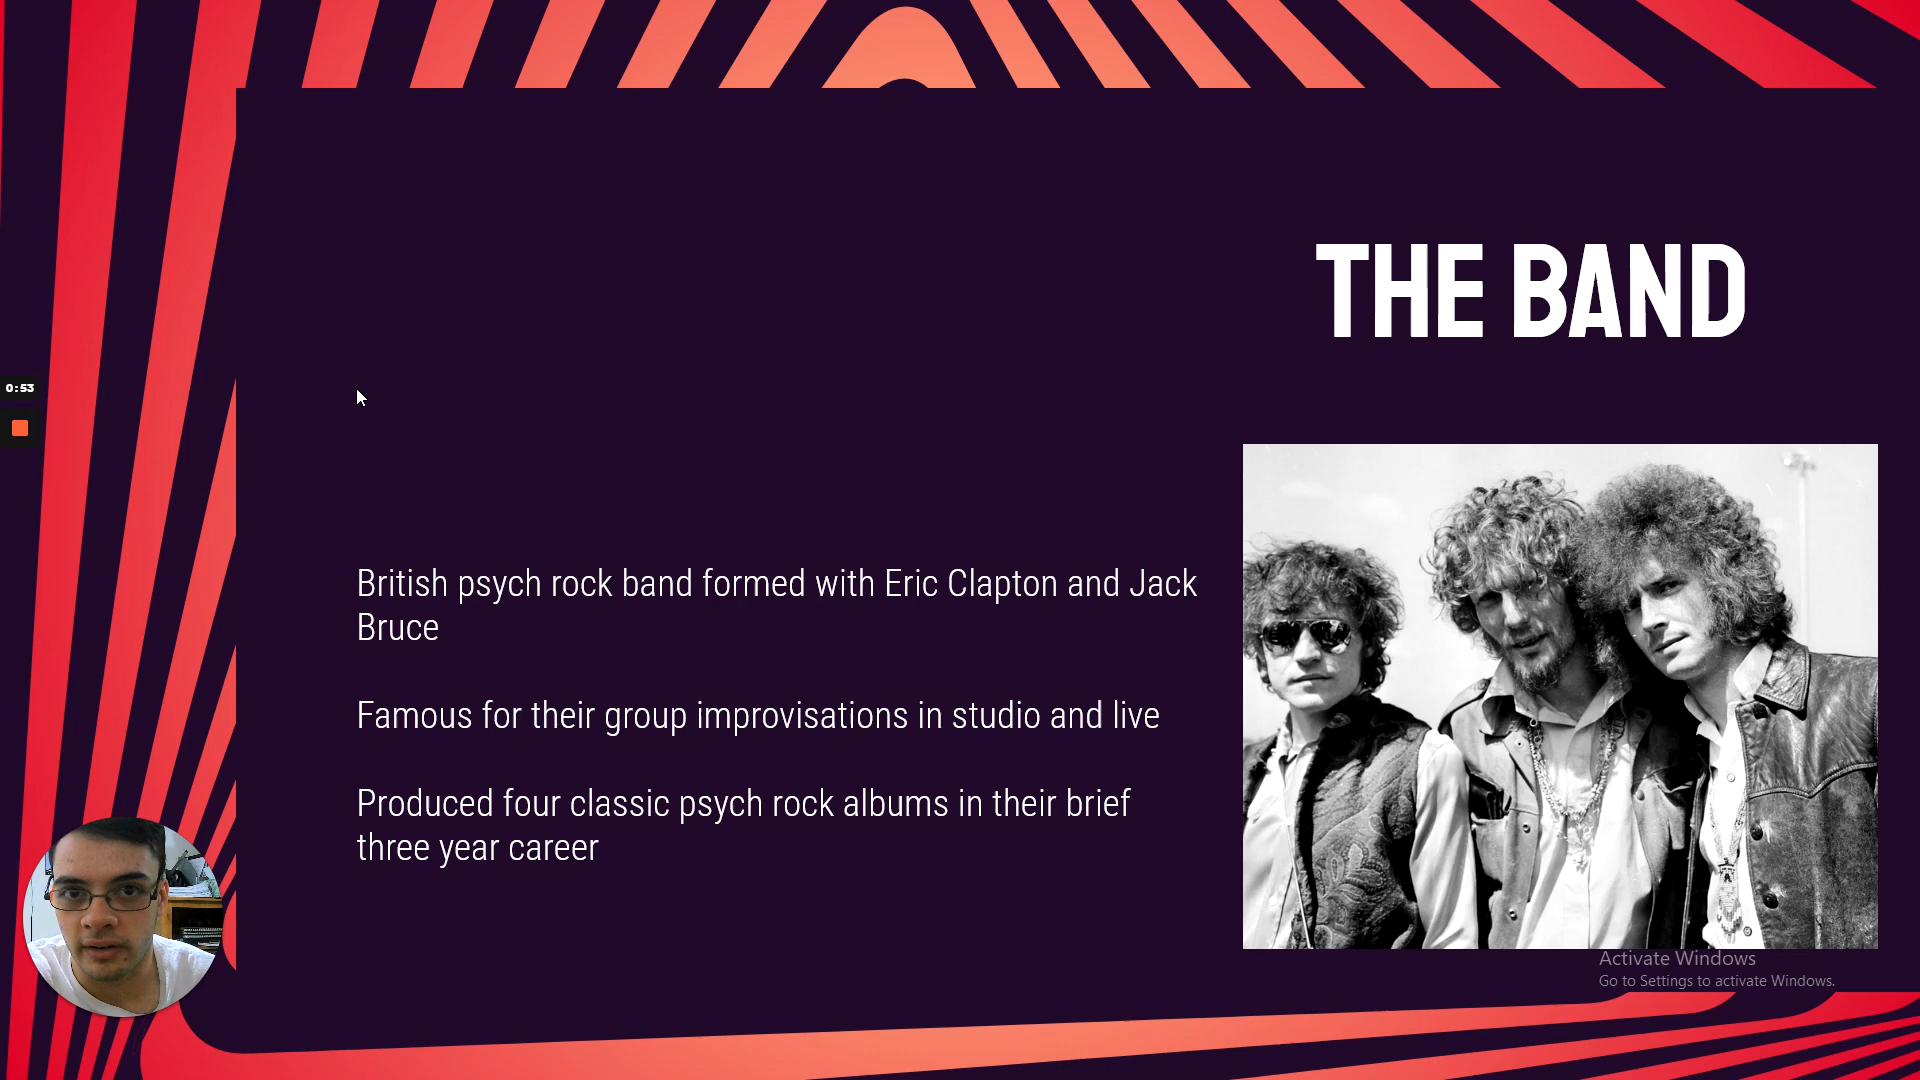 THE BAND
0:53
British psych rock band formed with Eric Clapton and Jack
Bruce
Famous for their group improvisations in studio and live
Produced four classic psych rock albums in their brief
three year career
Activate Windows
Go to Settings to activate Windows.